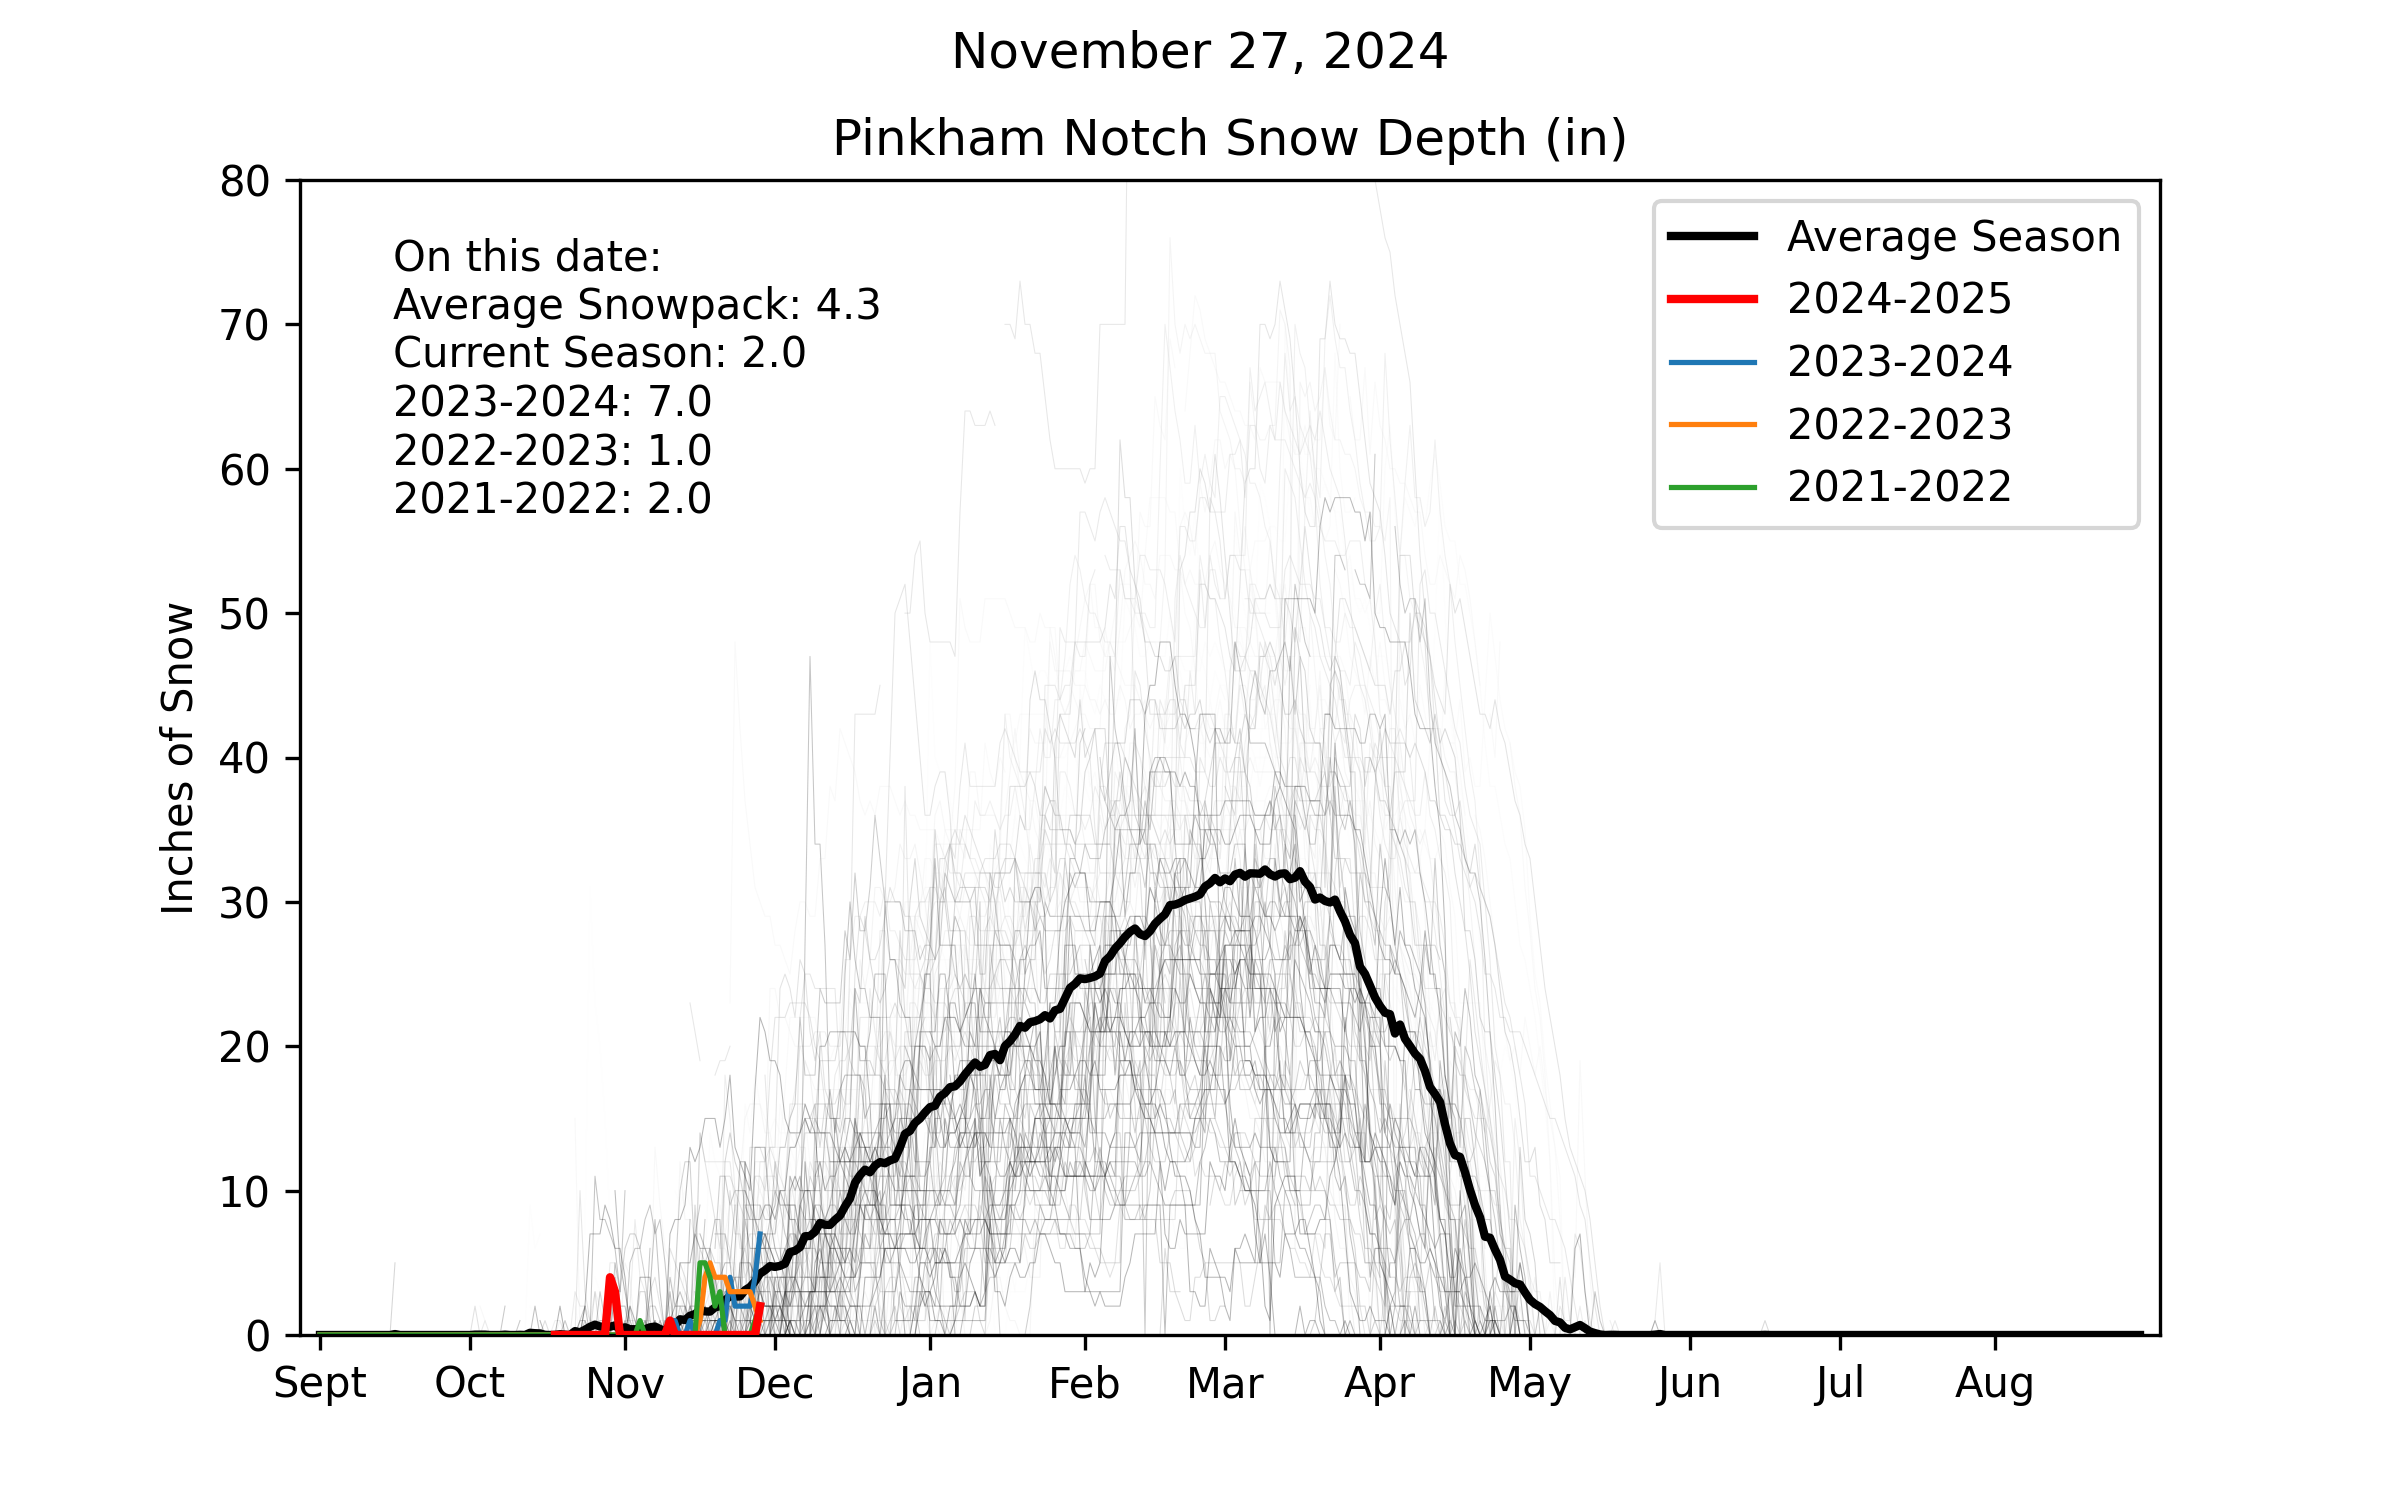 November 27, 2024
Pinkham Notch Snow Depth (in)
80
70
60
50
40
30
20
10
0
Inches of Snow
On this date:
Average Snowpack: 4.3
Current Season: 2.0
2023-2024: 7.0
2022-2023: 1.0
2021-2022: 2.0
Average Season
2024-2025
2023-2024
2022-2023
2021-2022
Sept Oct Nov Dec Jan Feb Mar Apr May Jun Jul Aug